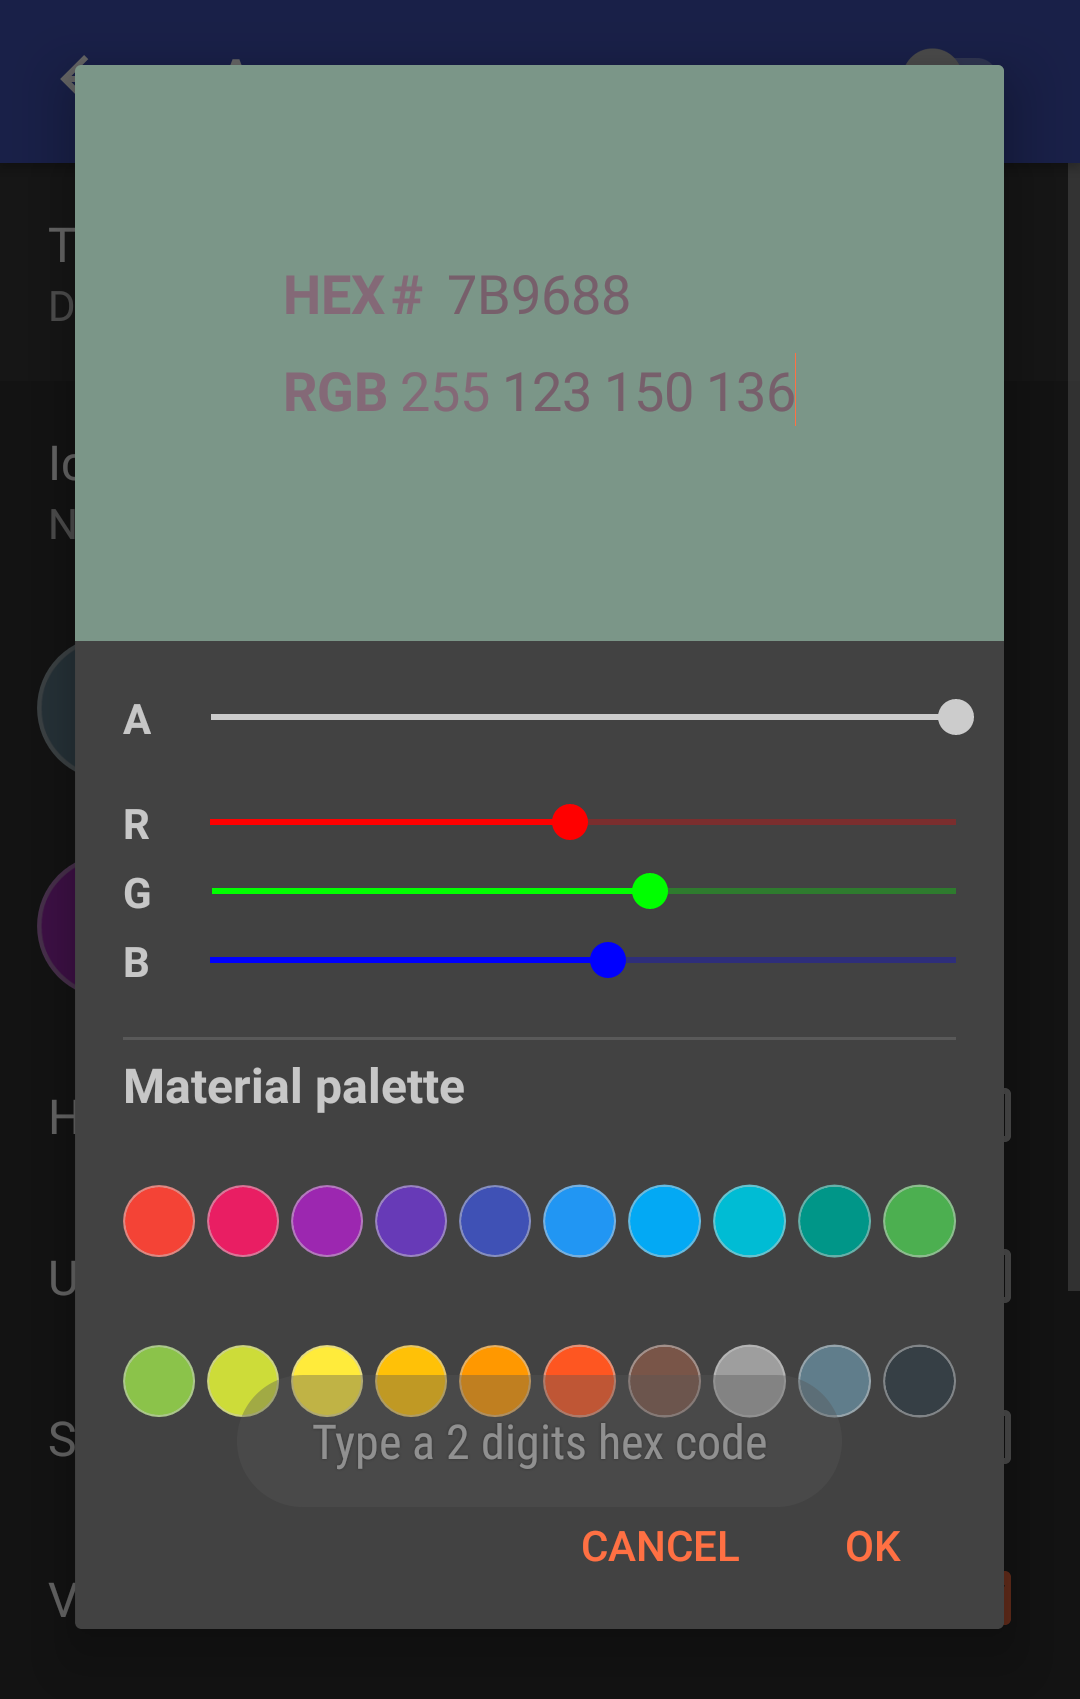 HEX # 7B9688
RGB 255 123 150 136
A
R
G
B
Material palette
Type a 2 digits hex code
CANCEL OK